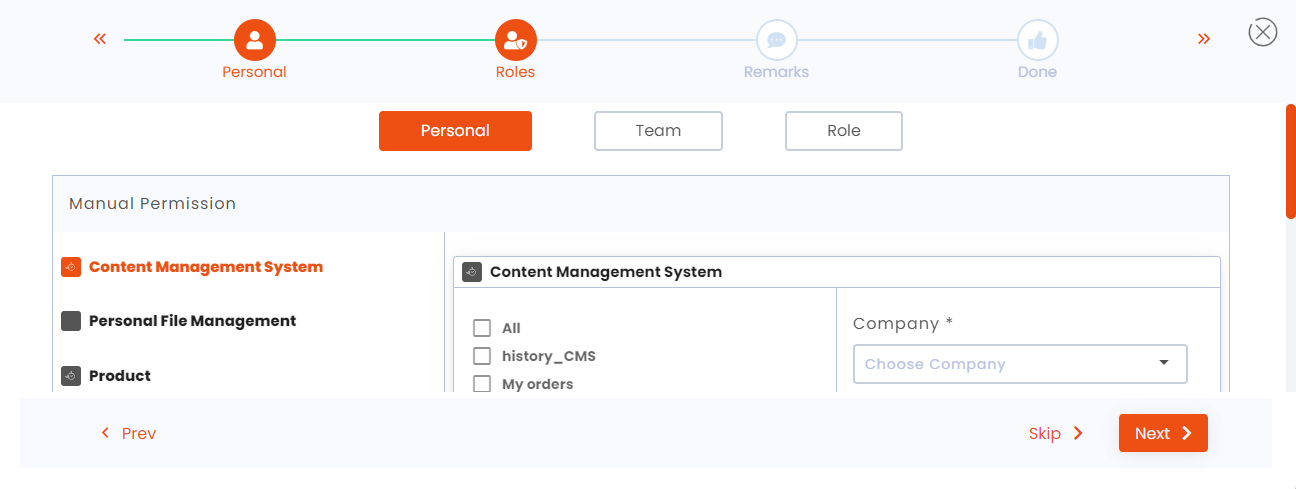 Personal
Roles
Remarks
Done
Personal
Team
Role
Manual Permission
Content Management System
Personal File Management
Product
Content Management System
All
history_CMS
My orders
Company *
Choose Company
Prev
Skip
Next